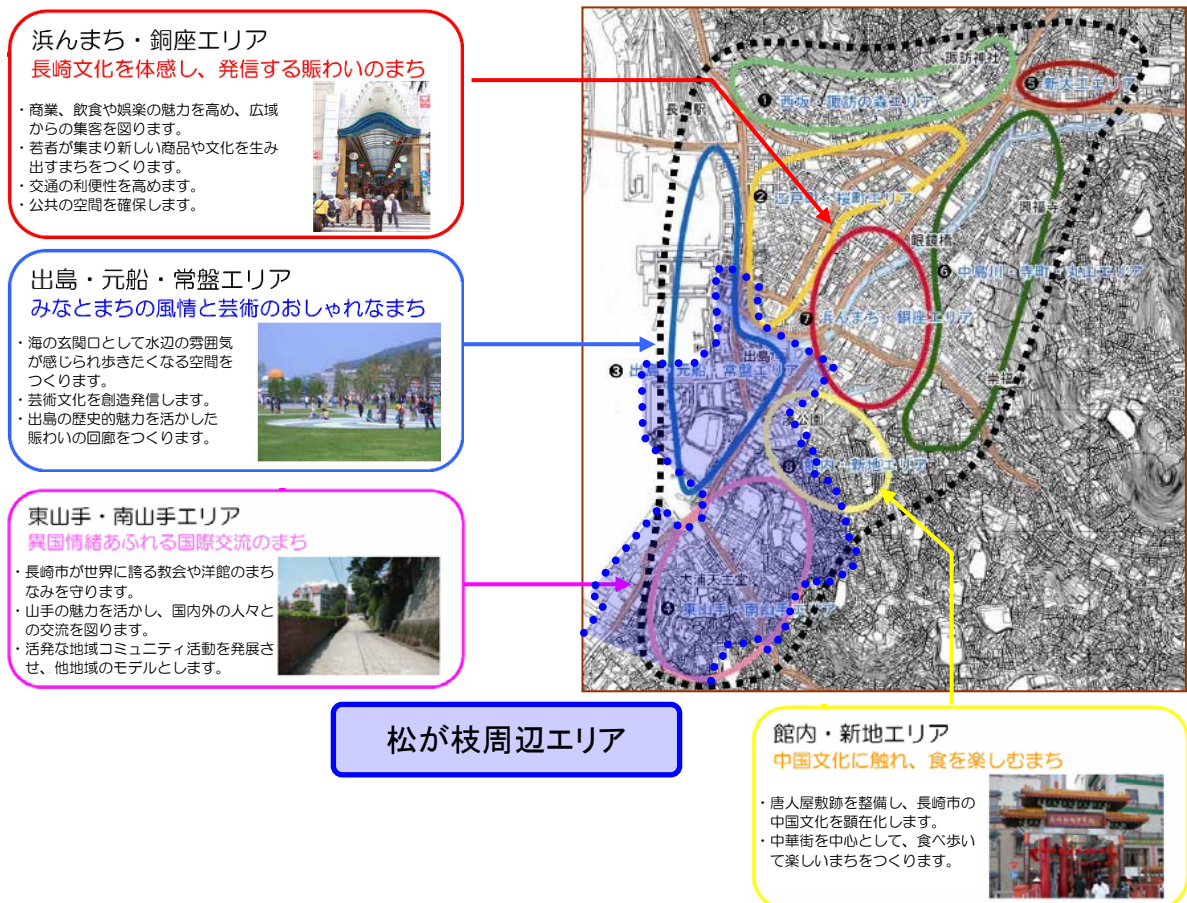 浜んまち・銅座エリア
長崎文化を体感し、発信する賑わいのまち
・商業、飲食や娯楽の魅力を高め、広域
からの集客を図ります。
・若者が集まり新しい商品や文化を生み
出すまちをつくります。
・交通の利便性を高めます。
・公共の空間を確保します。
出島・元船・常盤エリア
みなとまちの風情と芸術のおしゃれなまち
・海の玄関口として水辺の雰囲気
が感じられ歩きたくなる空間を
つくります。
・芸術文化を創造発信します。
・出島の歴史的魅力を活かした
賑わいの回廊をつくります。
東山手・南山手エリア
異国情緒あふれる国際交流のまち
・長崎市が世界に誇る教会や洋館のまち
なみを守ります。
・山手の魅力を活かし、国内外の人々と
の交流を図ります。
・活発な地域コミュニティ活動を発展さ
せ、他地域のモデルとします。
諏訪神社
❺ 新大工エリア
❶ 西坂・諏訪の森エリア
長崎駅
❷ 江戸町・桜町エリア
興福寺
眼鏡橋
❻ 中島川・寺町・丸山エリア
❼ 浜んまち・銅座エリア
出島
❸ 出島・元船・常盤エリア
崇福寺
公園
❽ 館内・新地エリア
大浦天主堂
❹ 東山手・南山手エリア
松が枝周辺エリア
館内・新地エリア
中国文化に触れ、食を楽しむまち
・唐人屋敷跡を整備し、長崎市の
中国文化を顕在化します。
・中華街を中心として、食べ歩い
て楽しいまちをつくります。